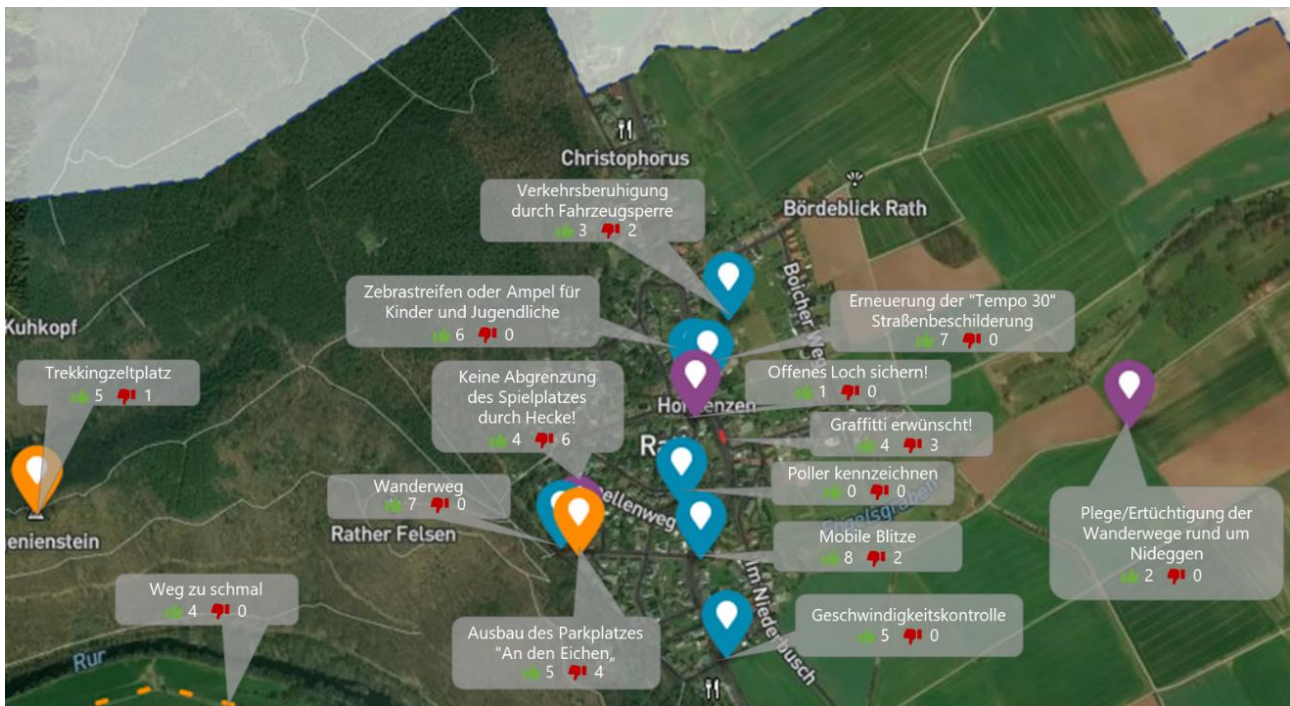 Christophorus
Verkehrsberuhigung
durch Fahrzeugsperre
3 2
Bördeblick Rath
Boicher Weg
Zebrastreifen oder Ampel für
Kinder und Jugendliche
6 0
Erneuerung der "Tempo 30"
Straßenbeschilderung
7 0
Kuhkopf
Trekkingzeltplatz
5 1
Keine Abgrenzung
des Spielplatzes
durch Hecke!
4 6
Offenes Loch sichern!
1 0
Graffitti erwünscht!
4 3
Poller kennzeichnen
0 0
Wanderweg
7 0
Rather Felsen
enienstein
ellenweg
Mobile Blitze
8 2
Plege/Ertüchtigung der
Wanderwege rund um
Nideggen
2 0
Weg zu schmal
4 0
Geschwindigkeitskontrolle
5 0
Im Niederbusch
Ausbau des Parkplatzes
"An den Eichen„
5 4
Rur